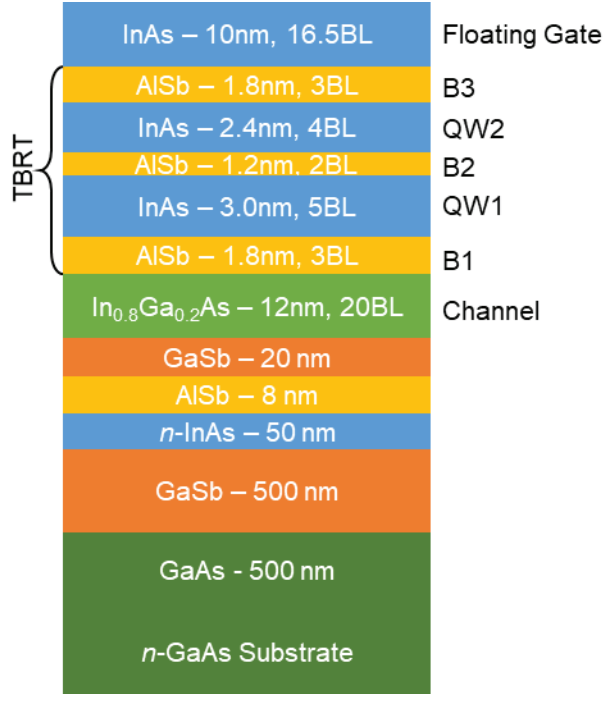 InAs – 10nm, 16.5BL Floating Gate
AlSb – 1.8nm, 3BL B3
InAs – 2.4nm, 4BL QW2
AlSb – 1.2nm, 2BL B2
InAs – 3.0nm, 5BL QW1
AlSb – 1.8nm, 3BL B1
TBRT
In₀.₈Ga₀.₂As – 12nm, 20BL Channel
GaSb – 20 nm
AlSb – 8 nm
n-InAs – 50 nm
GaSb – 500 nm
GaAs - 500 nm
n-GaAs Substrate